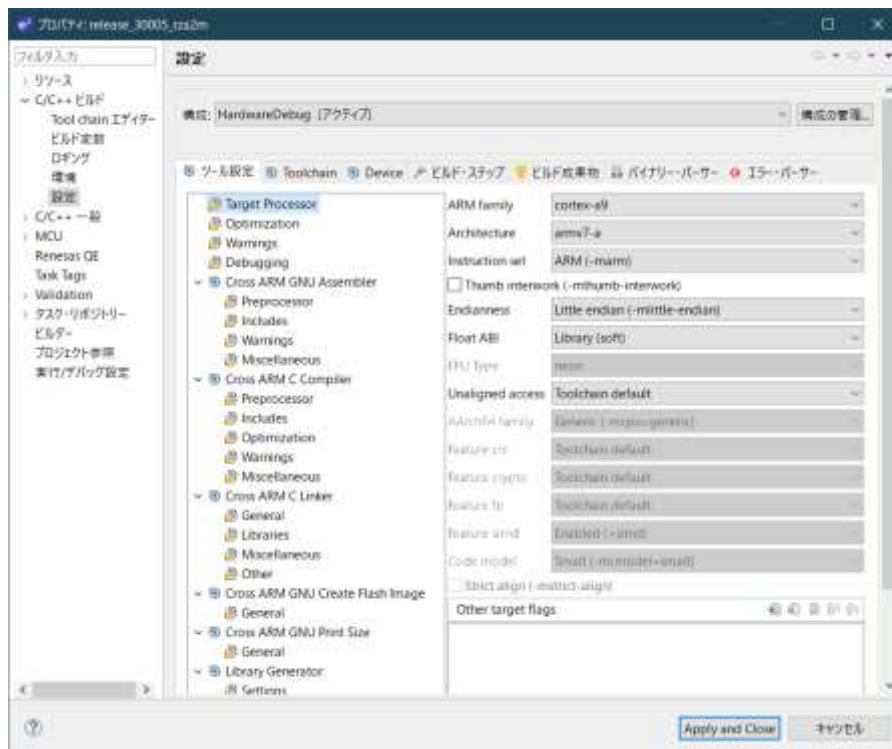 プロパティ: release_30005_rza2m
フィルタ入力
リソース
C/C++ ビルド
Tool chain エディター
ビルド変数
ロギング
環境
設定
C/C++ 一般
MCU
Renesas QE
Task Tags
Validation
タスク・リポジトリー
ビルダー
プロジェクト参照
実行/デバッグ設定
設定
構成: HardwareDebug [アクティブ]
構成の管理...
ツール設定 Toolchain Device ビルド・ステップ ビルド成果物 バイナリー・パーサー エラー・パーサー
Target Processor
Optimization
Warnings
Debugging
Cross ARM GNU Assembler
Preprocessor
Includes
Warnings
Miscellaneous
Cross ARM C Compiler
Preprocessor
Includes
Optimization
Warnings
Miscellaneous
Cross ARM C Linker
General
Libraries
Miscellaneous
Other
Cross ARM GNU Create Flash Image
General
Cross ARM GNU Print Size
General
Library Generator
Settings
ARM family cortex-a9
Architecture armv7-a
Instruction set ARM (-marm)
Thumb interwork (-mthumb-interwork)
Endianness Little endian (-mlittle-endian)
Float ABI Library (soft)
FPU Type neon
Unaligned access Toolchain default
AArch64 family Generic (-mcpu=generic)
Feature crc Toolchain default
Feature crypto Toolchain default
Feature fp Toolchain default
Feature simd Enabled (+simd)
Code model Small (-mcmodel=small)
Strict align (-mstrict-align)
Other target flags
Apply and Close
キャンセル